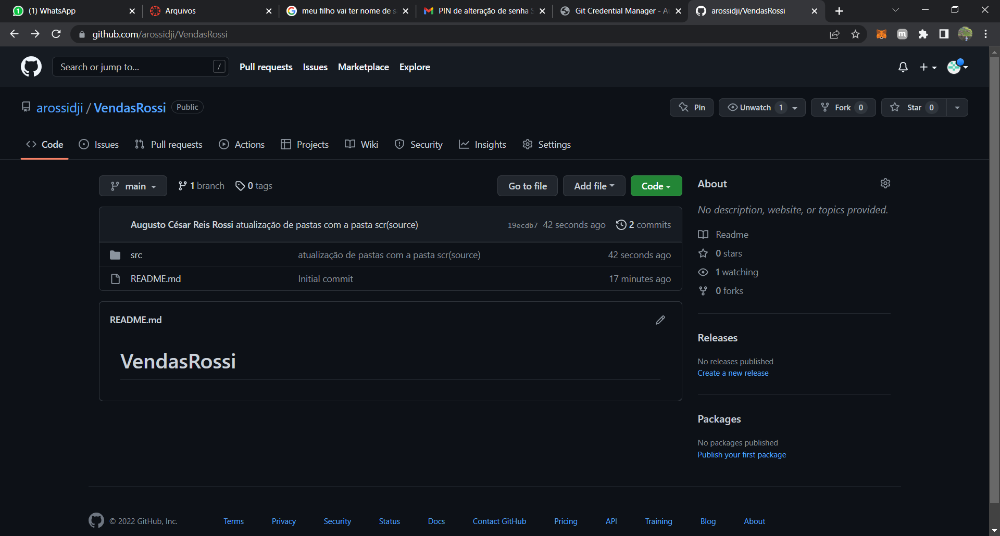 (1) WhatsApp
Arquivos
meu filho vai ter nome de s
PIN de alteração de senha S
Git Credential Manager - A
arossidji/VendasRossi
github.com/arossidji/VendasRossi
Search or jump to... /
Pull requests Issues Marketplace Explore
arossidji / VendasRossi Public
Pin Unwatch 1 Fork 0 Star 0
Code Issues Pull requests Actions Projects Wiki Security Insights Settings
main 1 branch 0 tags Go to file Add file Code
Augusto César Reis Rossi atualização de pastas com a pasta scr(source) 19ecdb7 42 seconds ago 2 commits
src atualização de pastas com a pasta scr(source) 42 seconds ago
README.md Initial commit 17 minutes ago
README.md
VendasRossi
About
No description, website, or topics provided.
Readme
0 stars
1 watching
0 forks
Releases
No releases published
Create a new release
Packages
No packages published
Publish your first package
© 2022 GitHub, Inc. Terms Privacy Security Status Docs Contact GitHub Pricing API Training Blog About